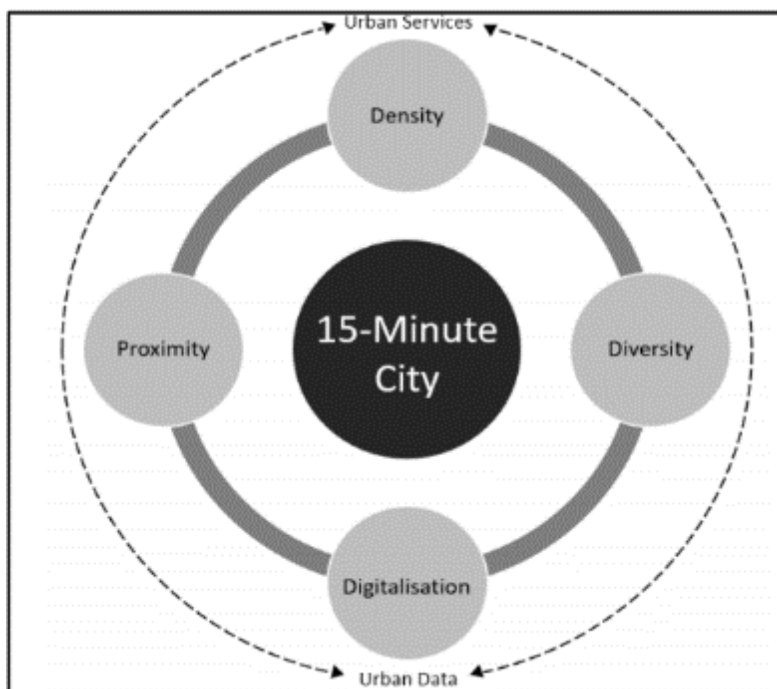 Urban Services
Density
Proximity
15-Minute
City
Diversity
Digitalisation
Urban Data